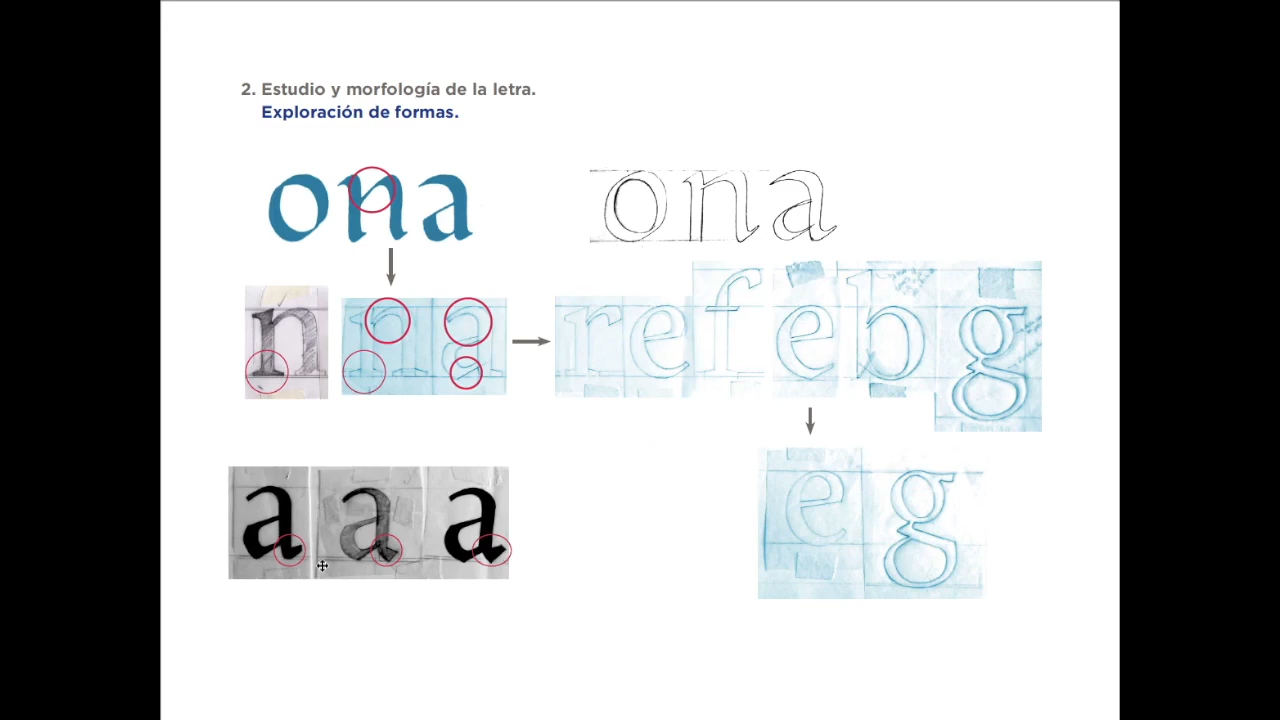 2. Estudio y morfología de la letra.
Exploración de formas.
ona
ona
n
na
refebg
aaa
eg